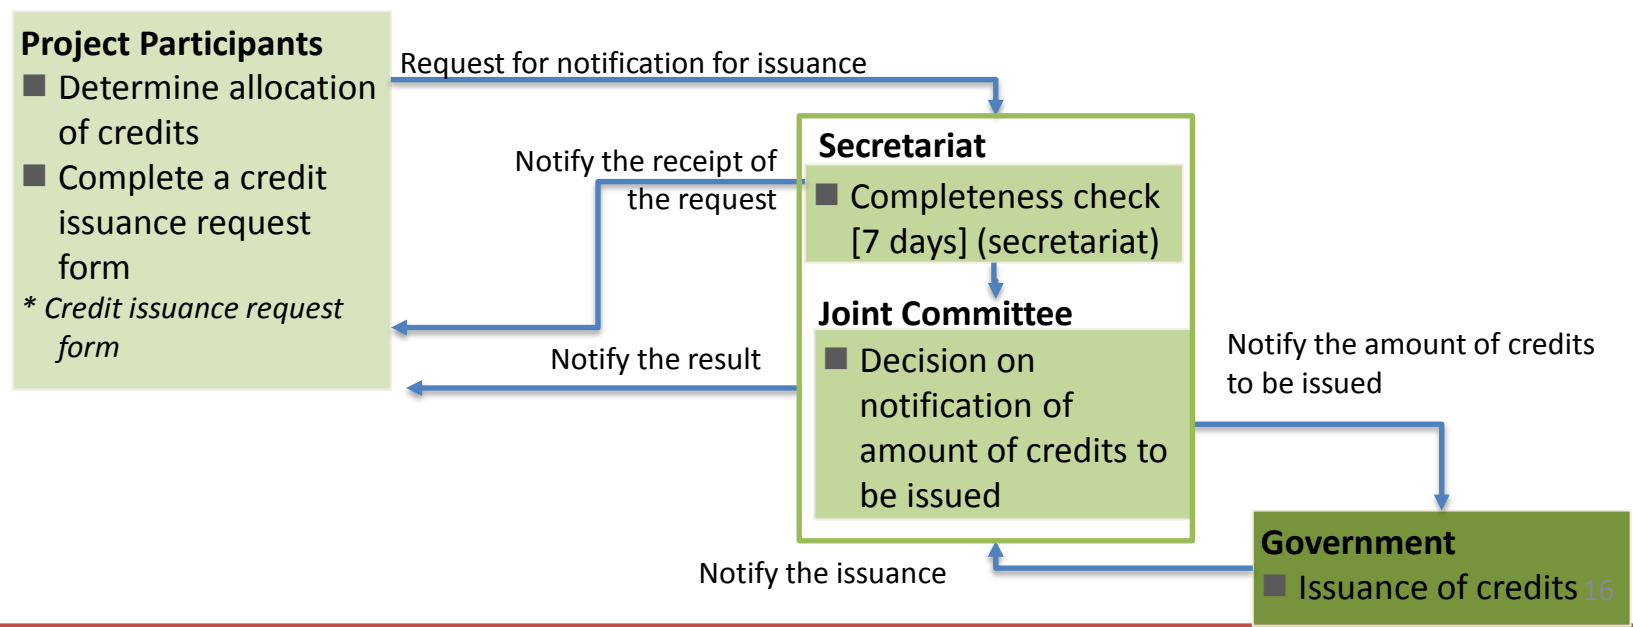 Project Participants
■ Determine allocation
of credits
■ Complete a credit
issuance request
form
* Credit issuance request
form
Request for notification for issuance
Notify the receipt of
the request
Notify the result
Secretariat
■ Completeness check
[7 days] (secretariat)
Joint Committee
■ Decision on
notification of
amount of credits to
be issued
Notify the amount of credits
to be issued
Notify the issuance
Government
■ Issuance of credits
16